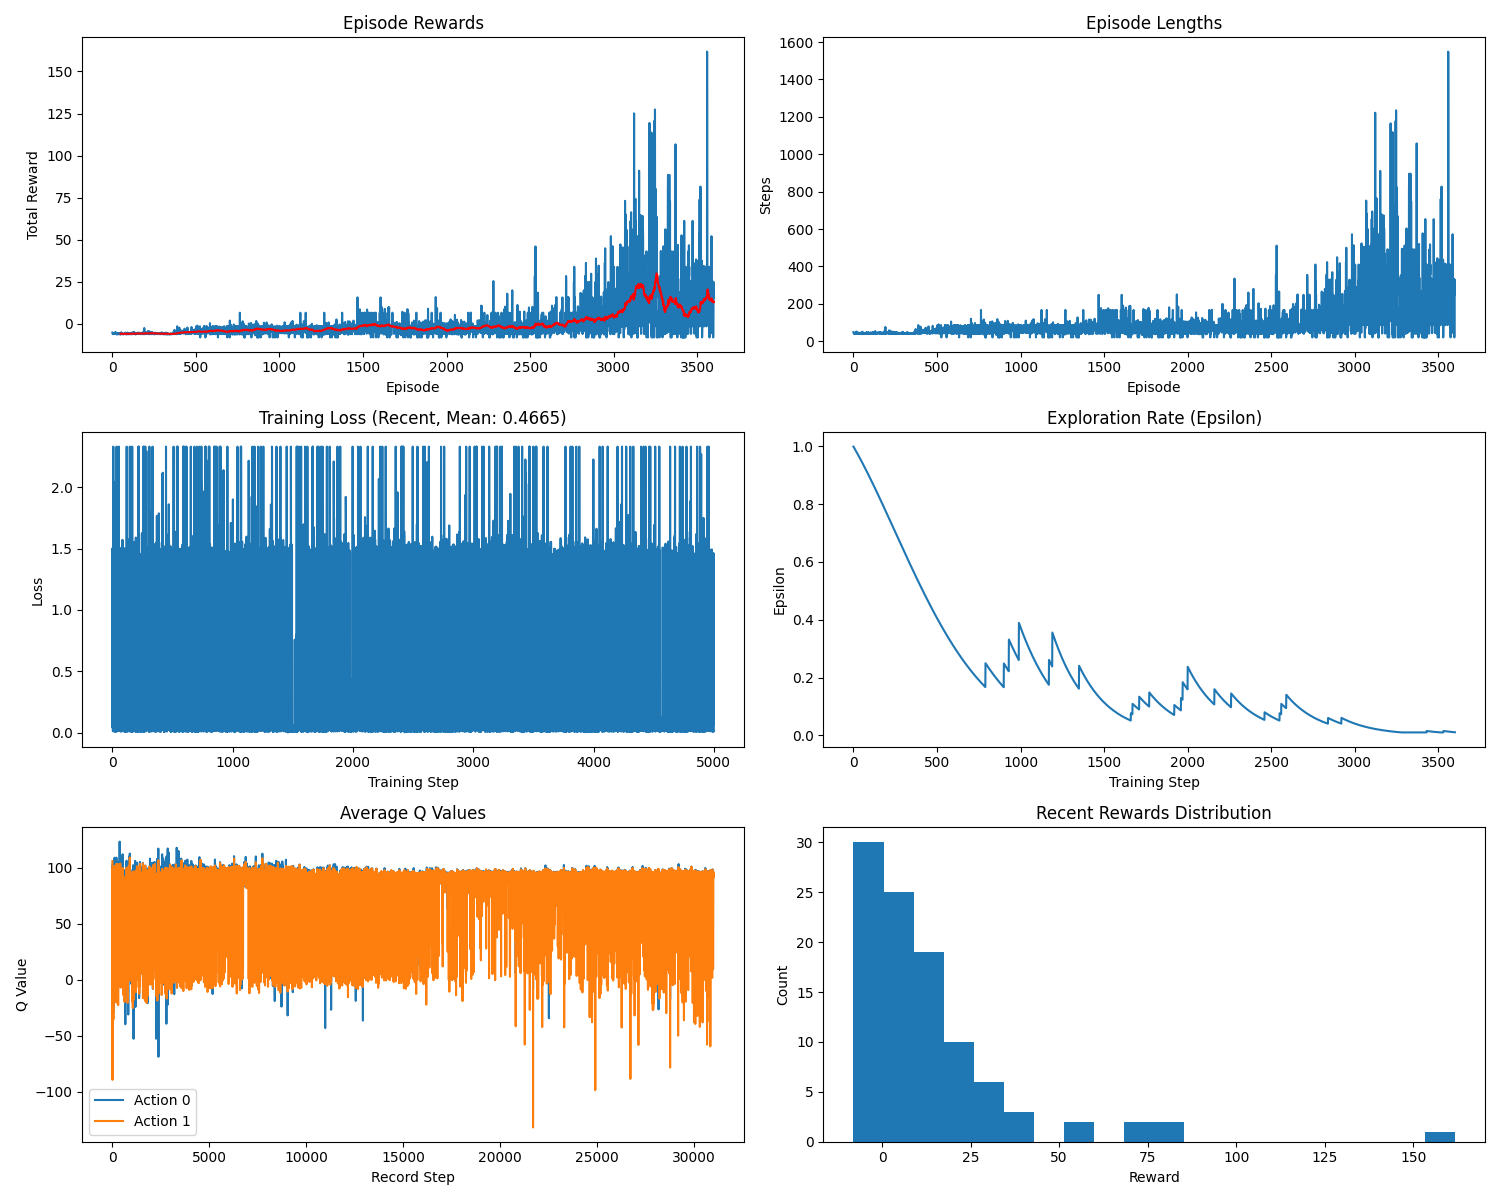 Episode Rewards
Total Reward
150
125
100
75
50
25
0
0 500 1000 1500 2000 2500 3000 3500
Episode
Episode Lengths
Steps
1600
1400
1200
1000
800
600
400
200
0
0 500 1000 1500 2000 2500 3000 3500
Episode
Training Loss (Recent, Mean: 0.4665)
Loss
2.0
1.5
1.0
0.5
0.0
0 1000 2000 3000 4000 5000
Training Step
Exploration Rate (Epsilon)
Epsilon
1.0
0.8
0.6
0.4
0.2
0.0
0 500 1000 1500 2000 2500 3000 3500
Training Step
Average Q Values
Q Value
100
50
0
−50
−100
Action 0
Action 1
0 5000 10000 15000 20000 25000 30000
Record Step
Recent Rewards Distribution
Count
30
25
20
15
10
5
0
0 25 50 75 100 125 150
Reward